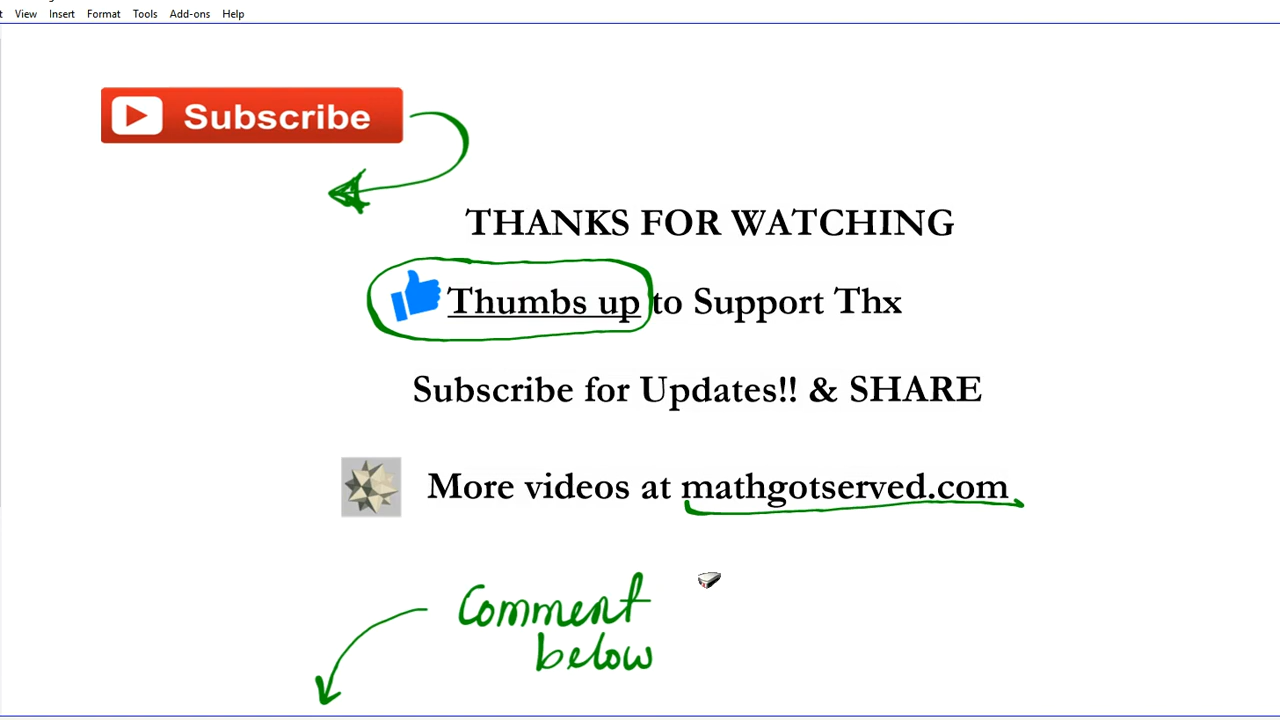 View Insert Format Tools Add-ons Help
Subscribe
THANKS FOR WATCHING
Thumbs up to Support Thx
Subscribe for Updates!! & SHARE
More videos at mathgotserved.com
Comment
below